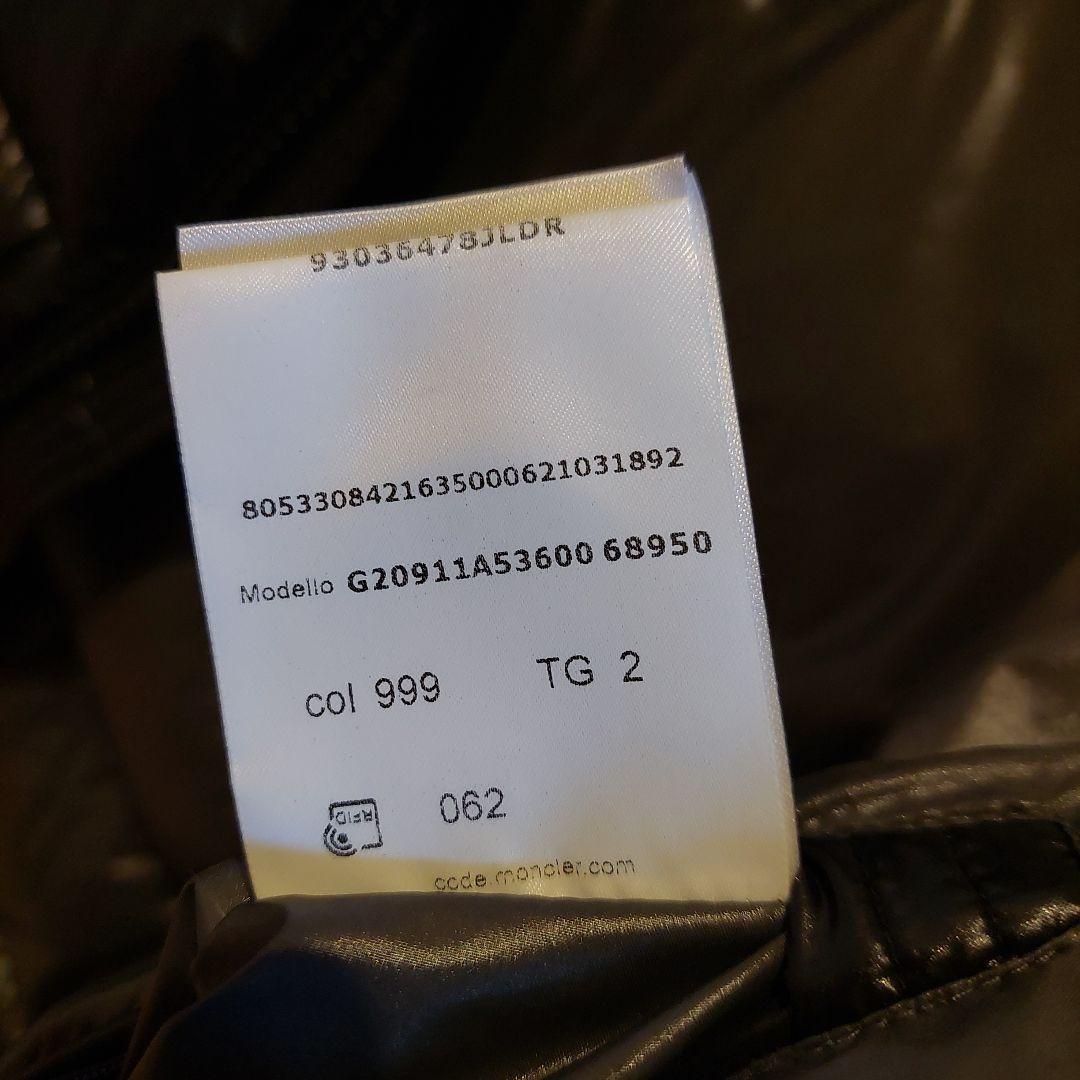 93036478JLDR
8053308421635000621031892
Modello G20911A53600 68950
col 999 TG 2
RFID 062
code.moncler.com